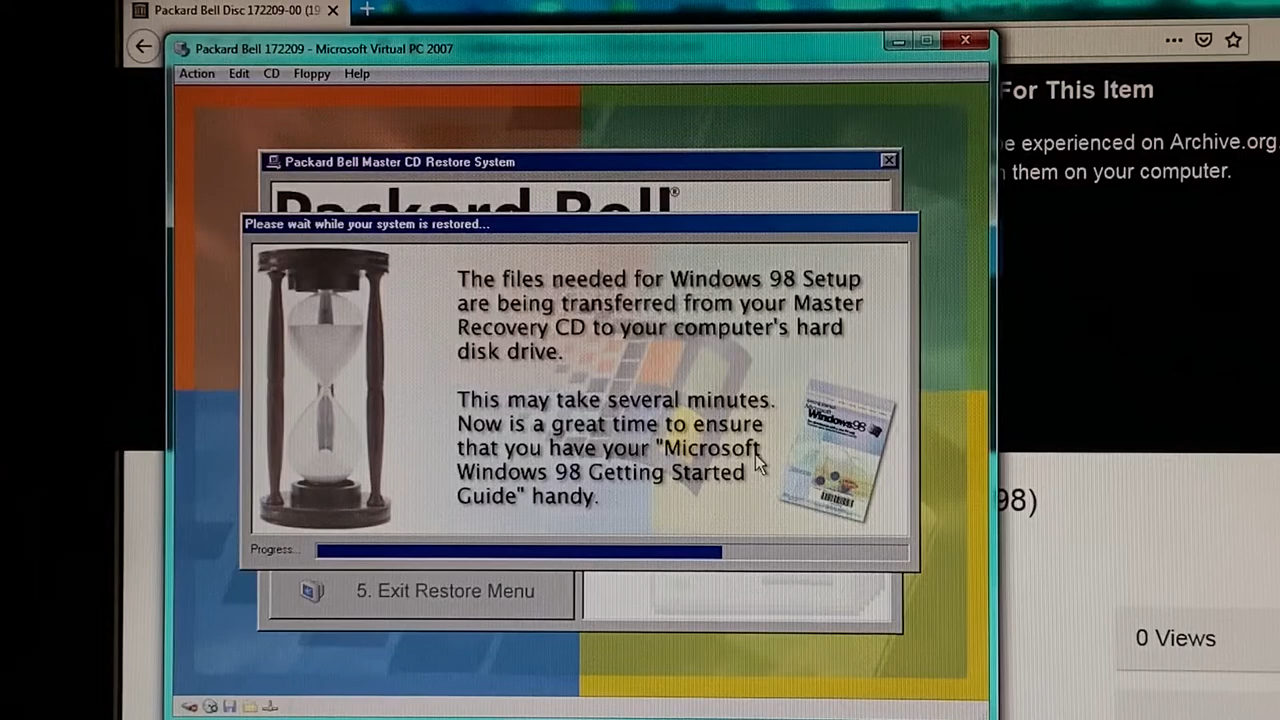 Packard Bell Disc 172209-00 (19
Packard Bell 172209 - Microsoft Virtual PC 2007
Action Edit CD Floppy Help
For This Item
e experienced on Archive.org.
them on your computer.
Packard Bell Master CD Restore System
Packard Bell®
Please wait while your system is restored...
The files needed for Windows 98 Setup
are being transferred from your Master
Recovery CD to your computer's hard
disk drive.
This may take several minutes.
Now is a great time to ensure
that you have your "Microsoft
Windows 98 Getting Started
Guide" handy.
Microsoft
Windows98
Progress...
5. Exit Restore Menu
98)
0 Views